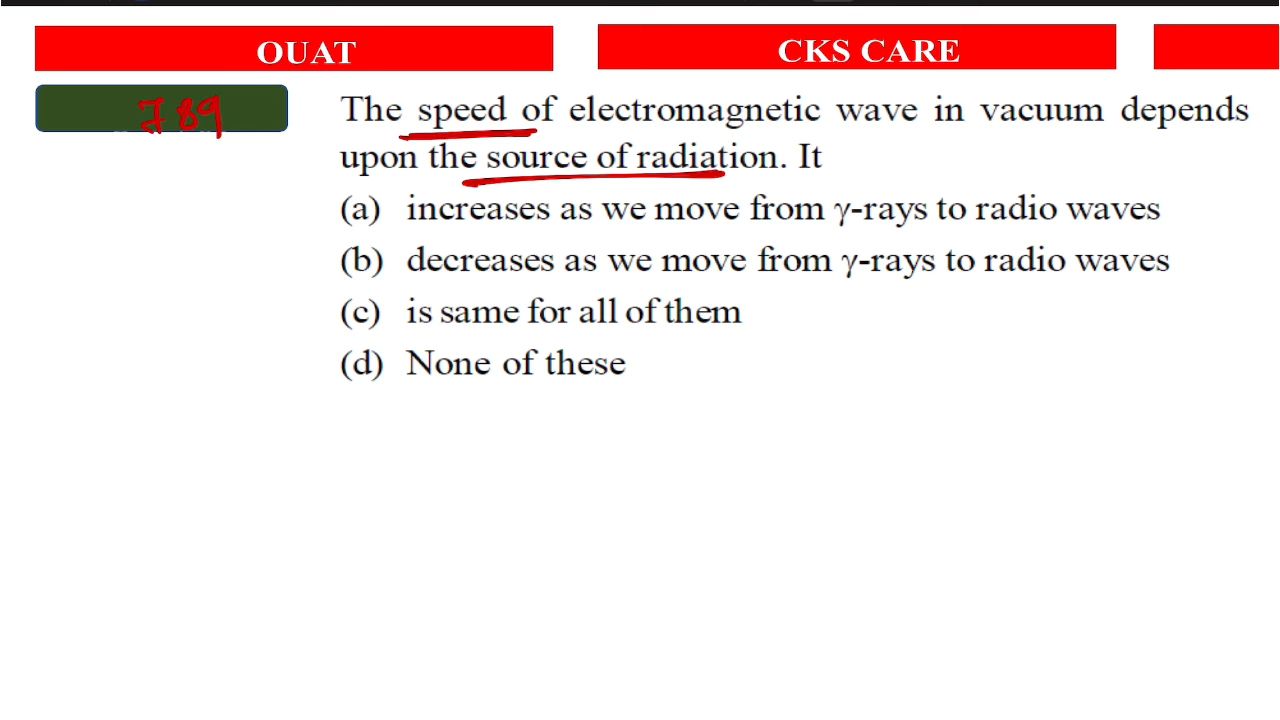 OUAT
CKS CARE
789
The speed of electromagnetic wave in vacuum depends
upon the source of radiation. It
(a) increases as we move from γ-rays to radio waves
(b) decreases as we move from γ-rays to radio waves
(c) is same for all of them
(d) None of these